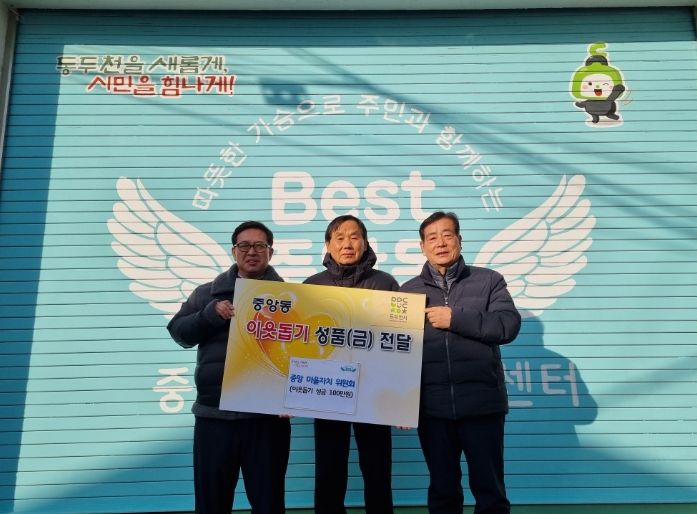 동두천을 새롭게,
시민을 힘나게!
따뜻한 가슴으로 주민과 함께하는
Best
중
센터
중앙동
이웃돕기 성품(금) 전달
동두천시
중앙 마을자치 위원회
(이웃돕기 성금 100만원)